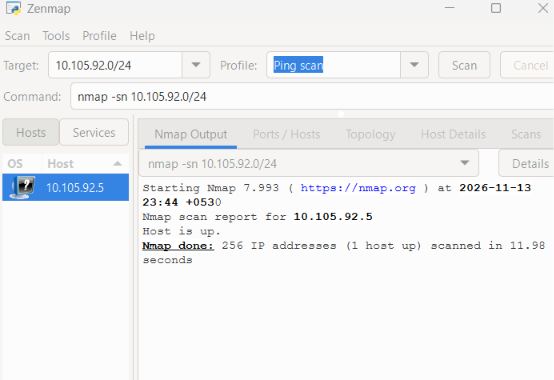 Zenmap
Scan Tools Profile Help
Target: 10.105.92.0/24 Profile: Ping scan Scan Cancel
Command: nmap -sn 10.105.92.0/24
Hosts Services Nmap Output Ports / Hosts Topology Host Details Scans
OS Host nmap -sn 10.105.92.0/24 Details
10.105.92.5
Starting Nmap 7.993 ( https://nmap.org ) at 2026-11-13
23:44 +0530
Nmap scan report for 10.105.92.5
Host is up.
Nmap done: 256 IP addresses (1 host up) scanned in 11.98
seconds